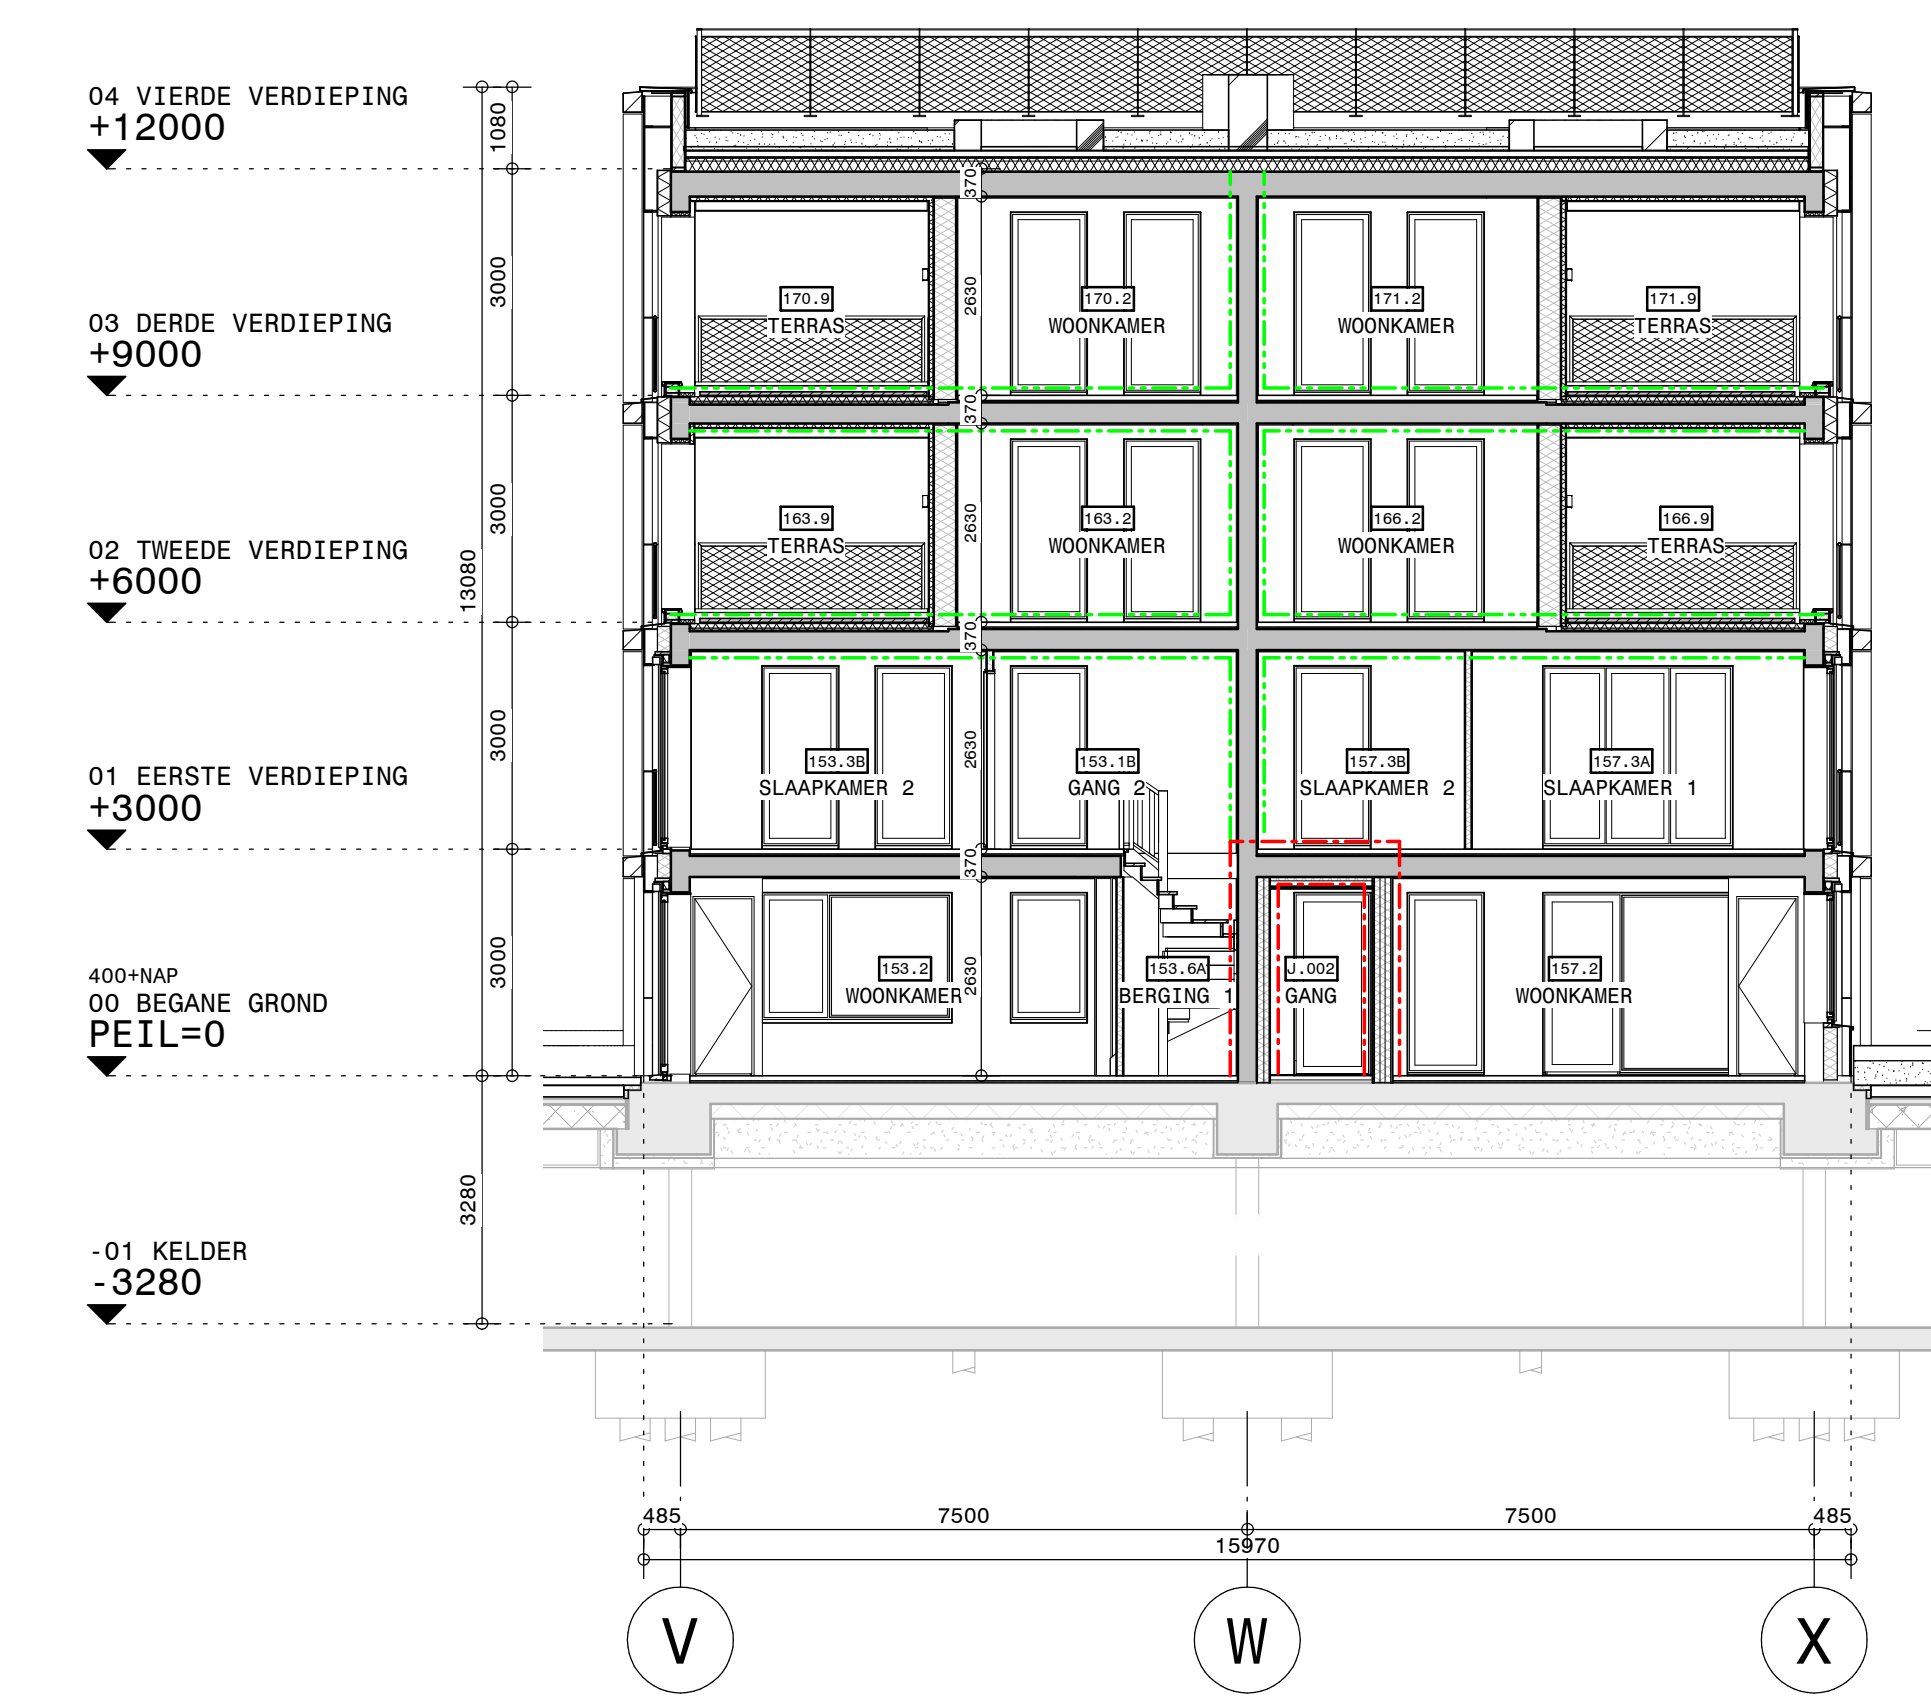 04 VIERDE VERDIEPING
+12000
1080
370
3000
2630
03 DERDE VERDIEPING
+9000
170.9
TERRAS
170.2
WOONKAMER
171.2
WOONKAMER
171.9
TERRAS
370
3000
2630
02 TWEEDE VERDIEPING
+6000
13080
163.9
TERRAS
163.2
WOONKAMER
166.2
WOONKAMER
166.9
TERRAS
370
3000
2630
01 EERSTE VERDIEPING
+3000
153.3B
SLAAPKAMER 2
153.1B
GANG 2
157.3B
SLAAPKAMER 2
157.3A
SLAAPKAMER 1
370
3000
2630
400+NAP
00 BEGANE GROND
PEIL=0
153.2
WOONKAMER
153.6A
BERGING 1
J.002
GANG
157.2
WOONKAMER
3280
-01 KELDER
-3280
485
7500
7500
485
15970
V
W
X